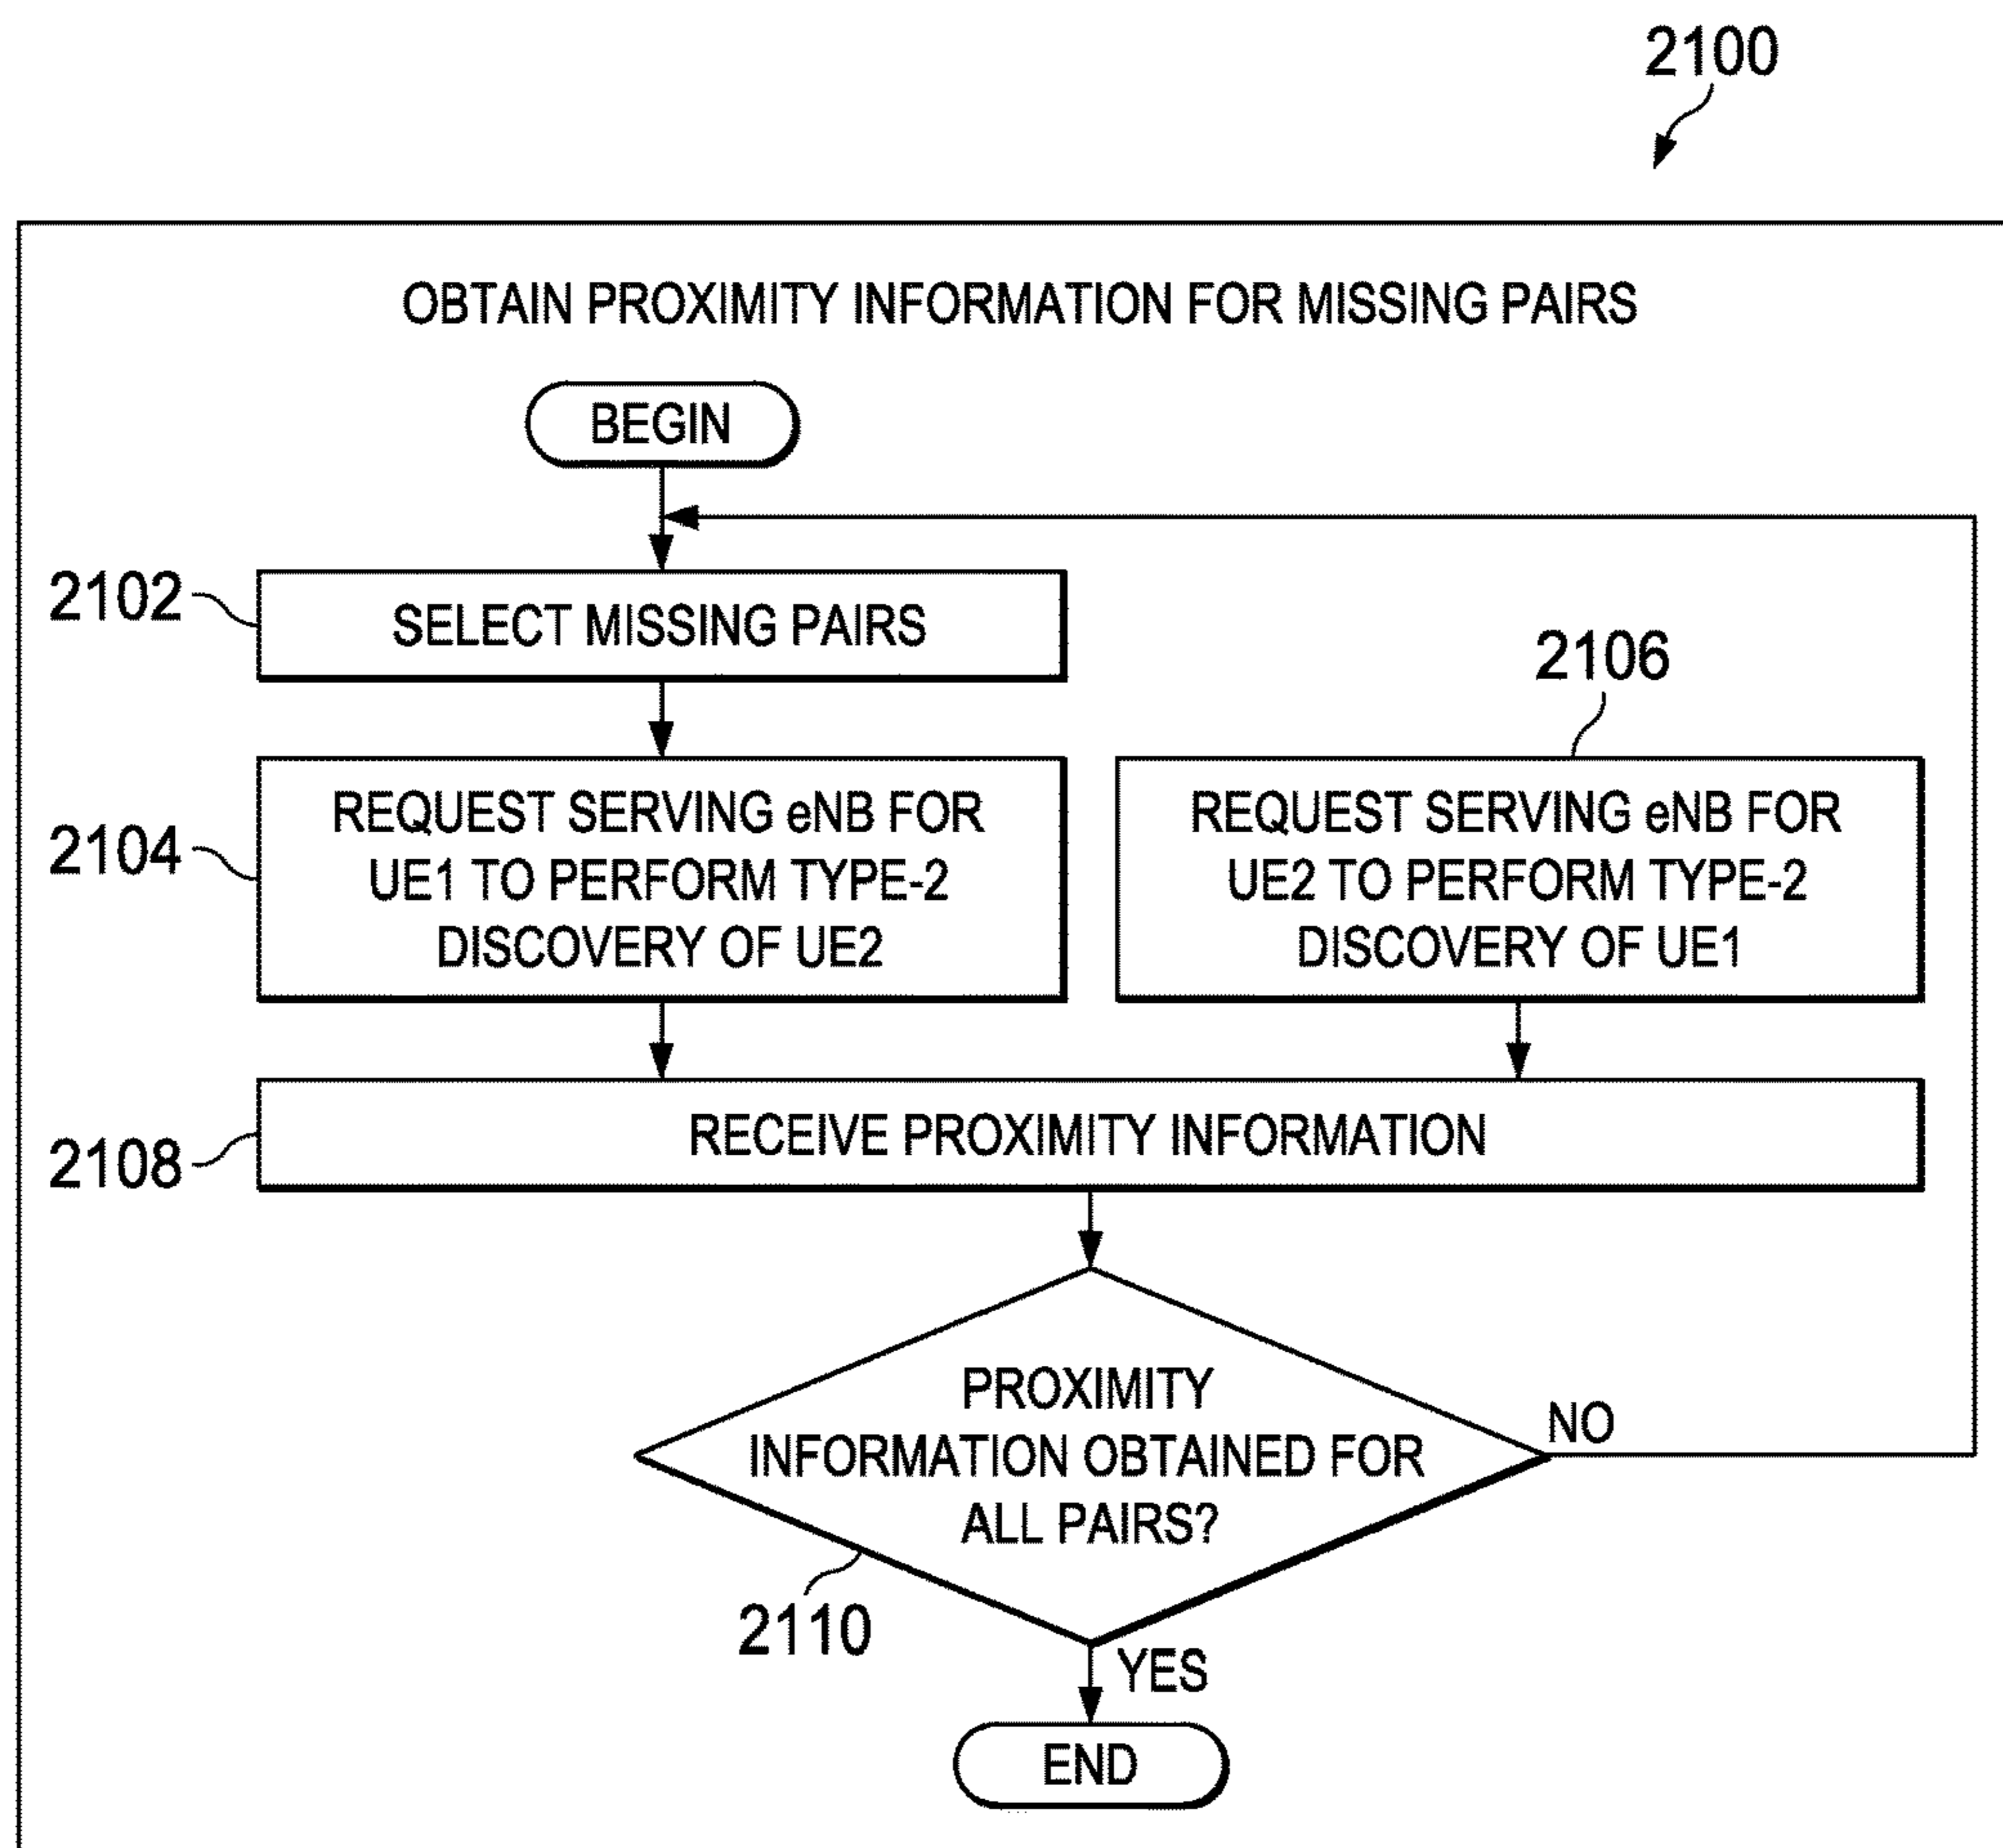 2100
OBTAIN PROXIMITY INFORMATION FOR MISSING PAIRS
BEGIN
2102
SELECT MISSING PAIRS
2106
2104
REQUEST SERVING eNB FOR
UE1 TO PERFORM TYPE-2
DISCOVERY OF UE2
REQUEST SERVING eNB FOR
UE2 TO PERFORM TYPE-2
DISCOVERY OF UE1
2108
RECEIVE PROXIMITY INFORMATION
PROXIMITY
INFORMATION OBTAINED FOR
ALL PAIRS?
NO
2110
YES
END